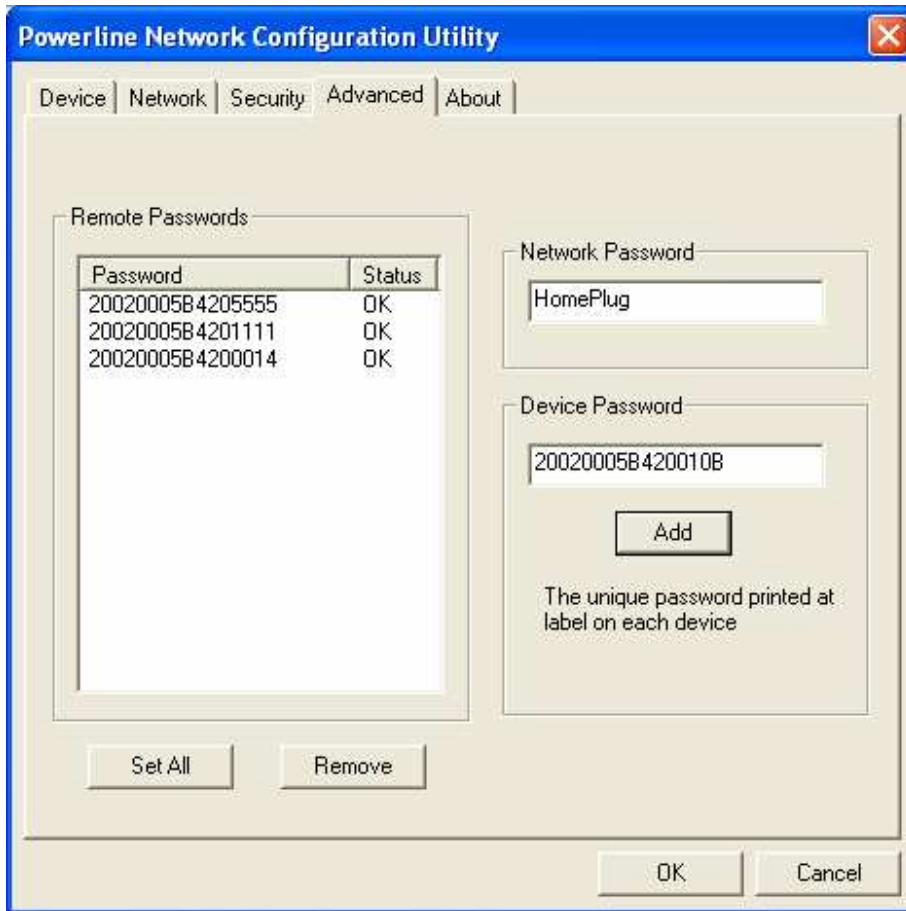 Powerline Network Configuration Utility
Device Network Security Advanced About
Remote Passwords
Password Status
20020005B4205555 OK
20020005B4201111 OK
20020005B4200014 OK
Set All Remove
Network Password
HomePlug
Device Password
20020005B420010B
Add
The unique password printed at
label on each device
OK Cancel